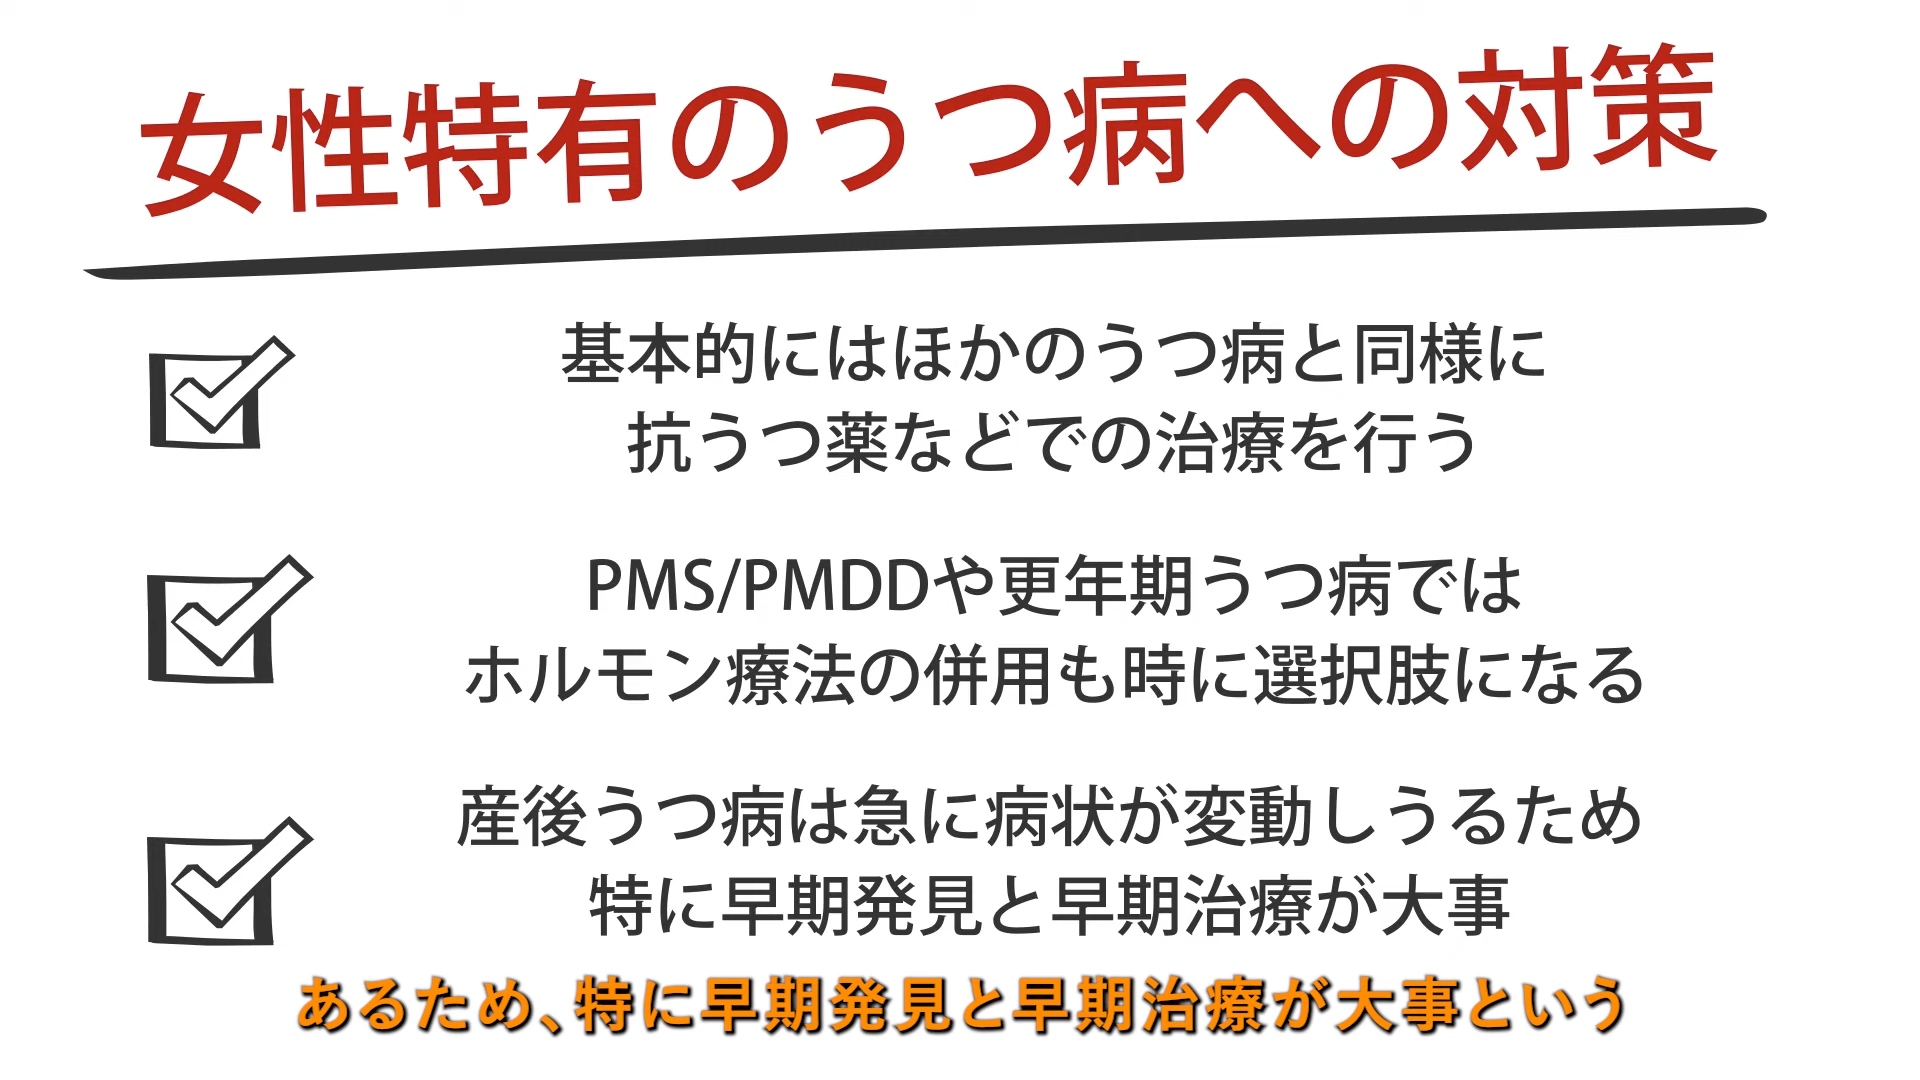 女性特有のうつ病への対策
基本的にはほかのうつ病と同様に
抗うつ薬などでの治療を行う
PMS/PMDDや更年期うつ病では
ホルモン療法の併用も時に選択肢になる
産後うつ病は急に病状が変動しうるため
特に早期発見と早期治療が大事
あるため、特に早期発見と早期治療が大事という